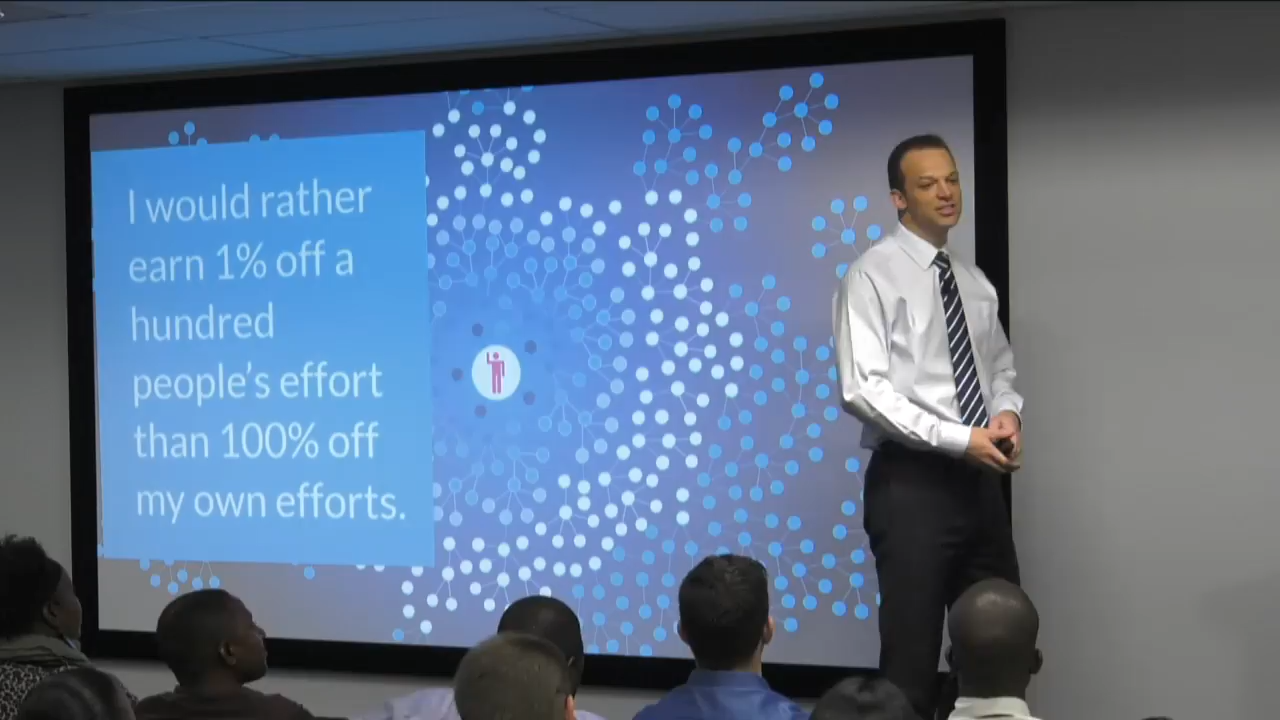 I would rather
earn 1% off a
hundred
people's effort
than 100% off
my own efforts.